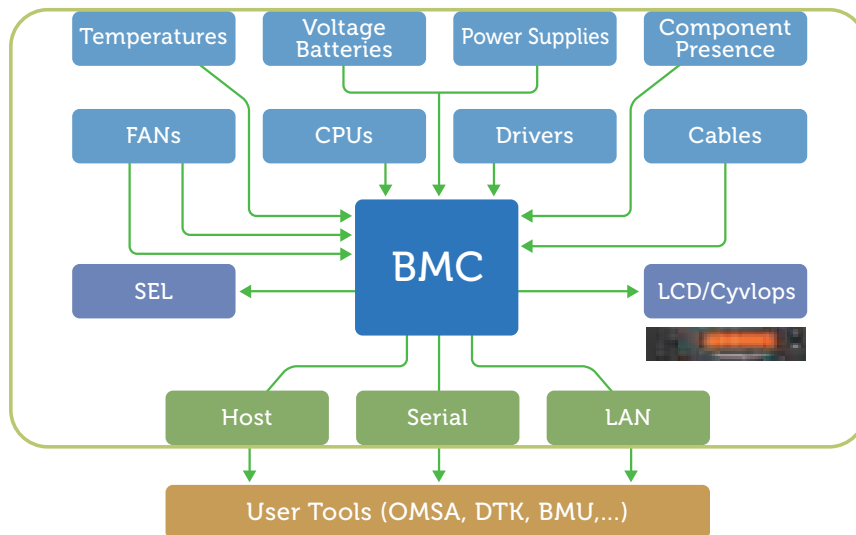 Temperatures
Voltage
Batteries
Power Supplies
Component
Presence
FANs
CPUs
Drivers
Cables
BMC
SEL
LCD/Cyvlops
Host
Serial
LAN
User Tools (OMSA, DTK, BMU,...)